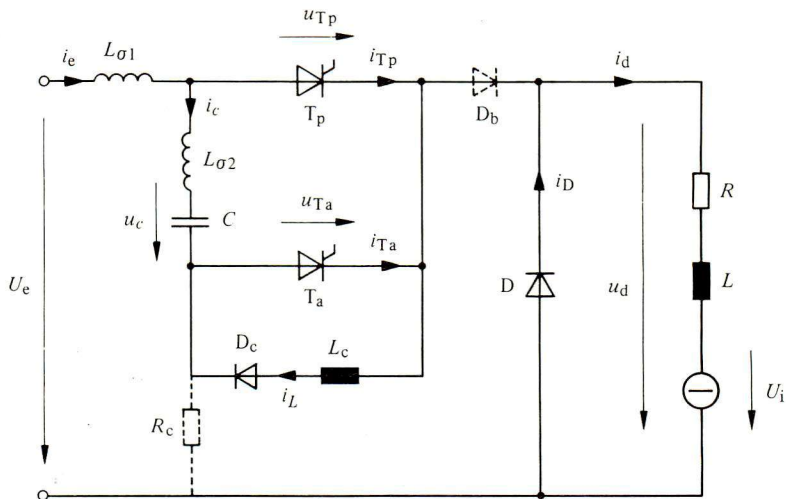 u_Tp
L_σ1
i_e
i_Tp
i_d
i_c
T_p
D_b
L_σ2
u_Ta
i_D
R
u_c
C
i_Ta
U_e
T_a
D
u_d
L
D_c
L_c
i_L
U_i
R_c